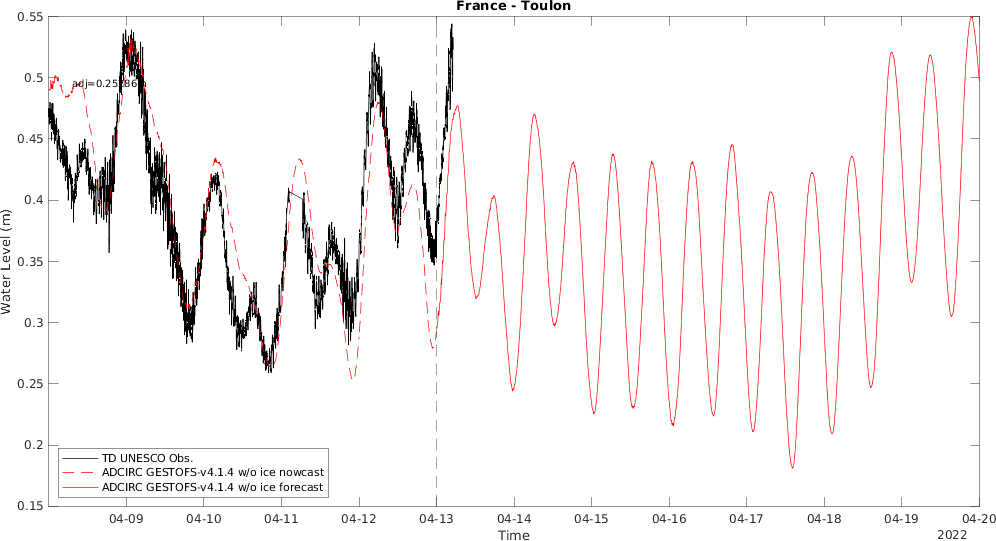 France - Toulon
0.55
0.5
0.45
0.4
0.35
0.3
0.25
0.2
0.15
Water Level (m)
TD UNESCO Obs.
ADCIRC GESTOFS-v4.1.4 w/o ice nowcast
ADCIRC GESTOFS-v4.1.4 w/o ice forecast
04-09 04-10 04-11 04-12 04-13 04-14 04-15 04-16 04-17 04-18 04-19 04-20
Time
2022